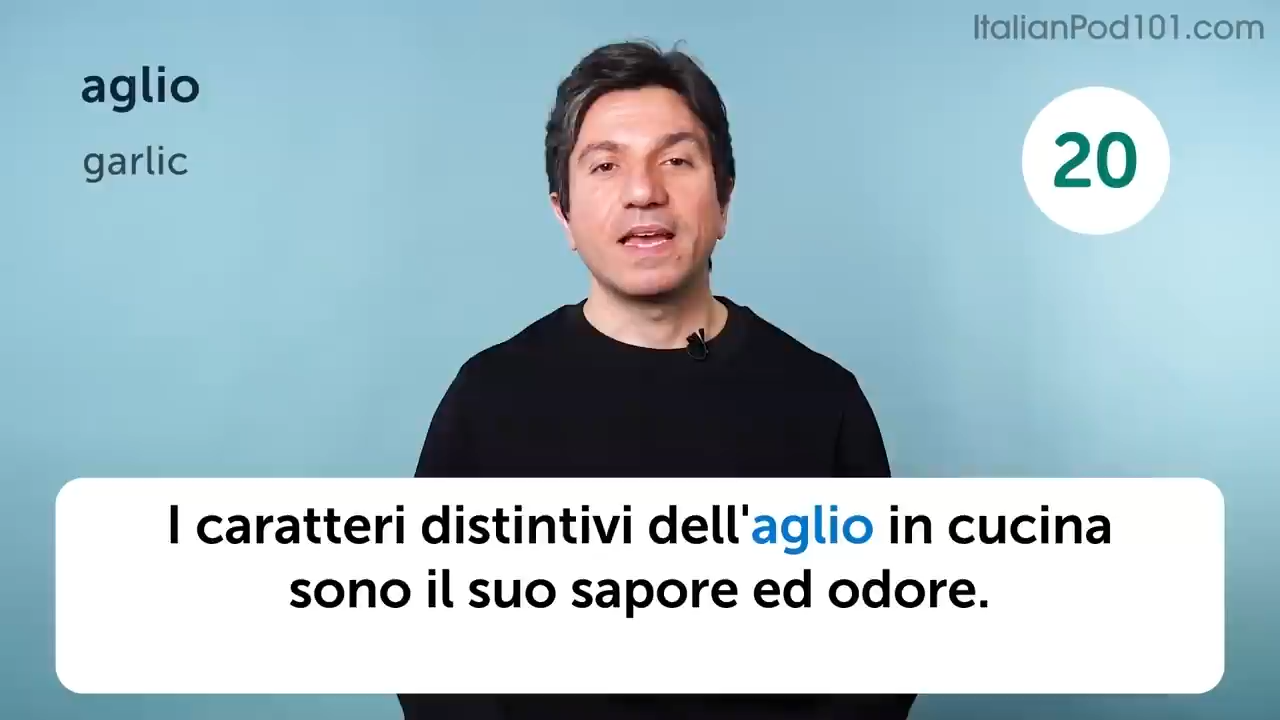 ItalianPod101.com
aglio
garlic
20
I caratteri distintivi dell'aglio in cucina
sono il suo sapore ed odore.